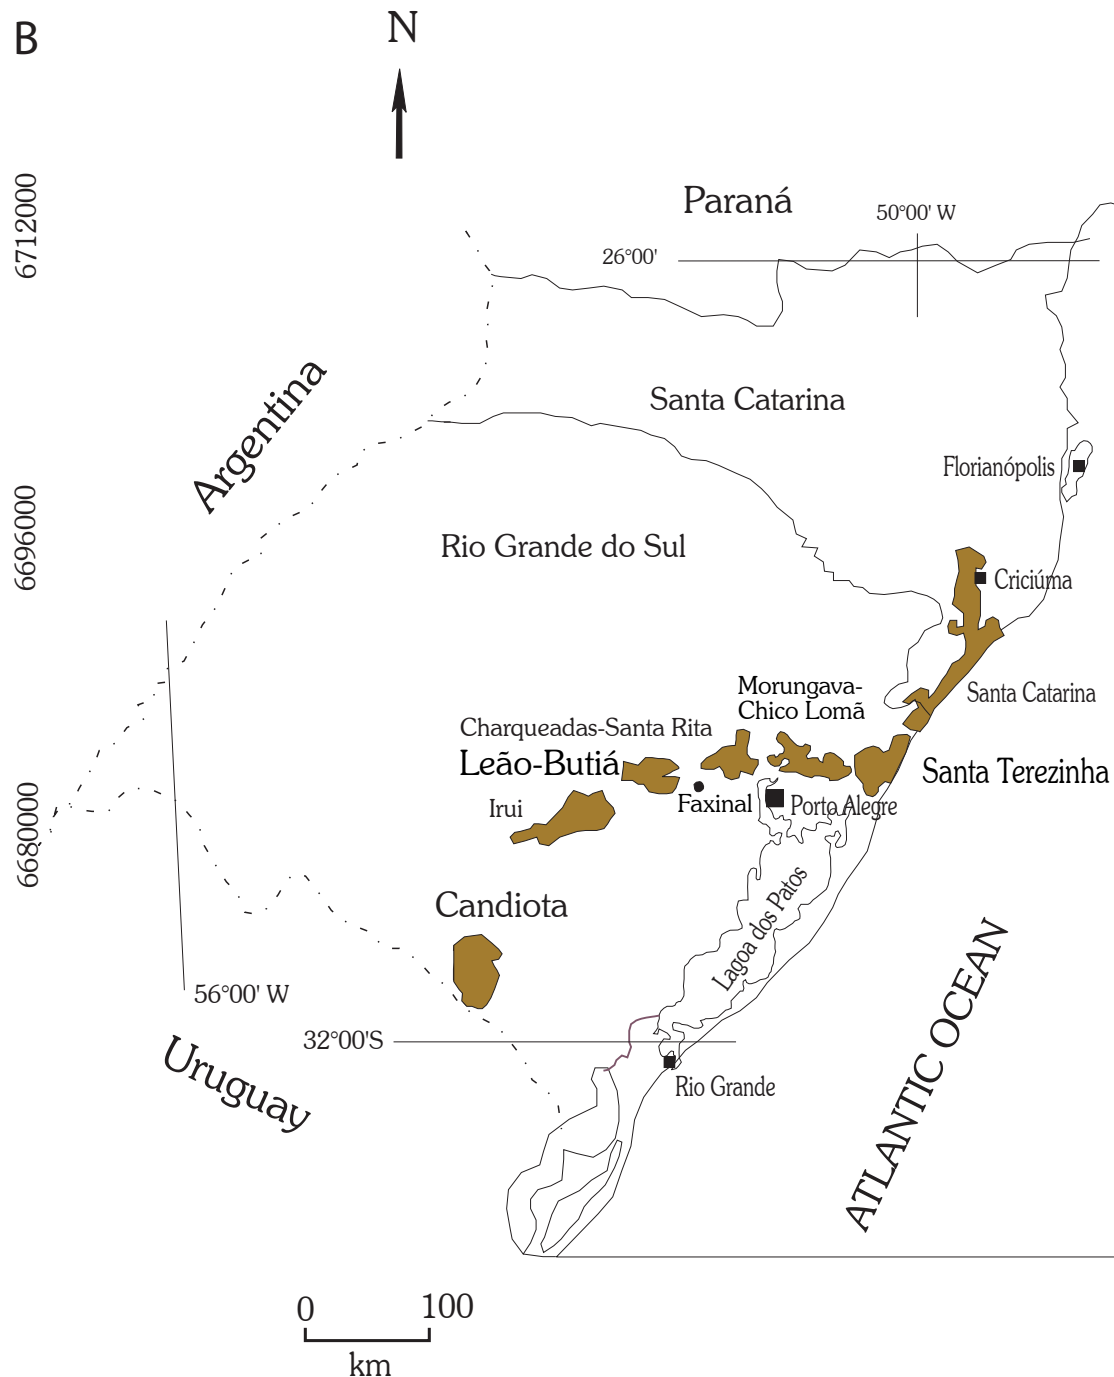 B
N
6712000
Paraná
50°00' W
26°00'
Argentina
Santa Catarina
Florianópolis
6696000
Rio Grande do Sul
Criciúma
Morungava-
Chico Lomã
Santa Catarina
Charqueadas-Santa Rita
Leão-Butiá
Santa Terezinha
Irui
Faxinal
Porto Alegre
6680000
Candiota
Lagoa dos Patos
56°00' W
32°00'S
Uruguay
Rio Grande
ATLANTIC OCEAN
0 100
km